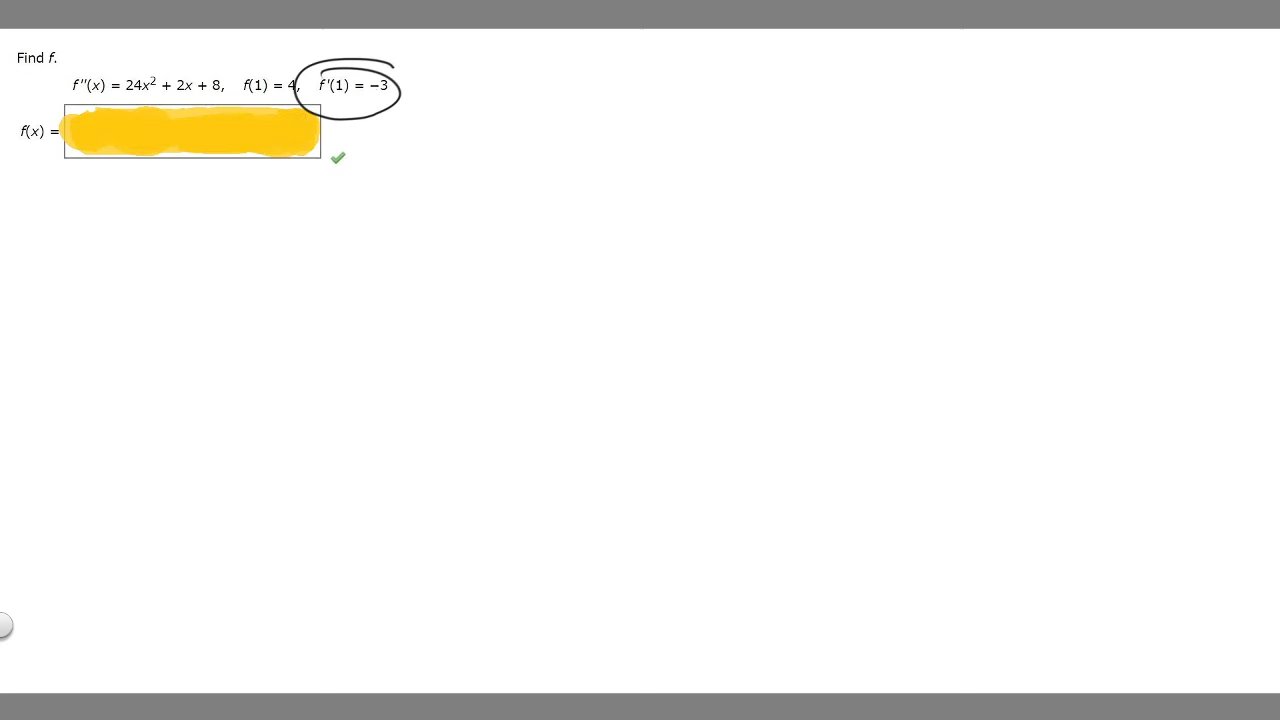 Find f.
f''(x) = 24x² + 2x + 8, f(1) = 4, f'(1) = −3
f(x) =